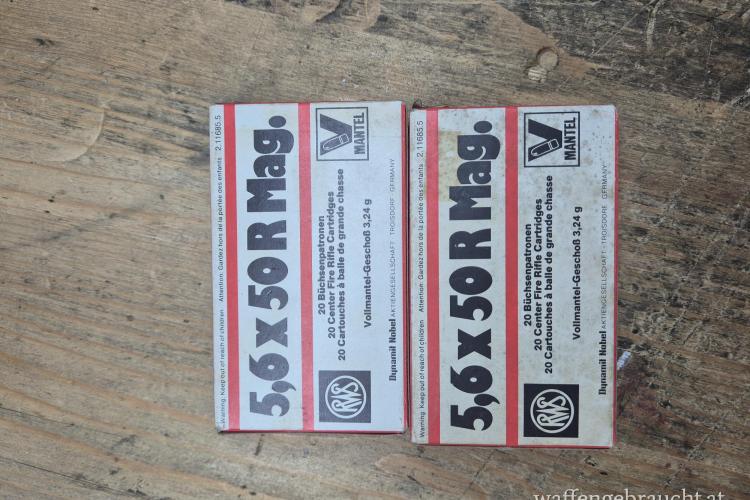 Warning: Keep out of reach of children. Attention: Gardez hors de la portée des enfants 2.11685.5
5,6 x 50 R Mag.
20 Büchsenpatronen
20 Center Fire Rifle Cartridges
20 Cartouches à balle de grande chasse
Vollmantel-Geschoß 3,24 g
V
MANTEL
RWS
Dynamit Nobel AKTIENGESELLSCHAFT · TROISDORF · GERMANY
Warning: Keep out of reach of children. Attention: Gardez hors de la portée des enfants 2.11685.5
5,6 x 50 R Mag.
20 Büchsenpatronen
20 Center Fire Rifle Cartridges
20 Cartouches à balle de grande chasse
Vollmantel-Geschoß 3,24 g
V
MANTEL
RWS
Dynamit Nobel AKTIENGESELLSCHAFT · TROISDORF · GERMANY
waffengebraucht.at